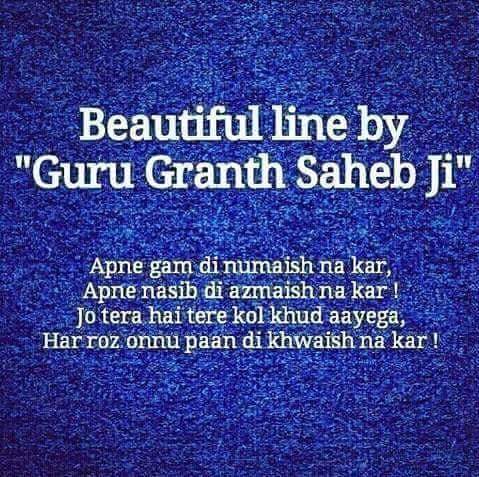 Beautiful line by
"Guru Granth Saheb Ji"
Apne gam di numaish na kar,
Apne nasib di azmaish na kar !
Jo tera hai tere kol khud aayega,
Har roz onnu paan di khwaish na kar !